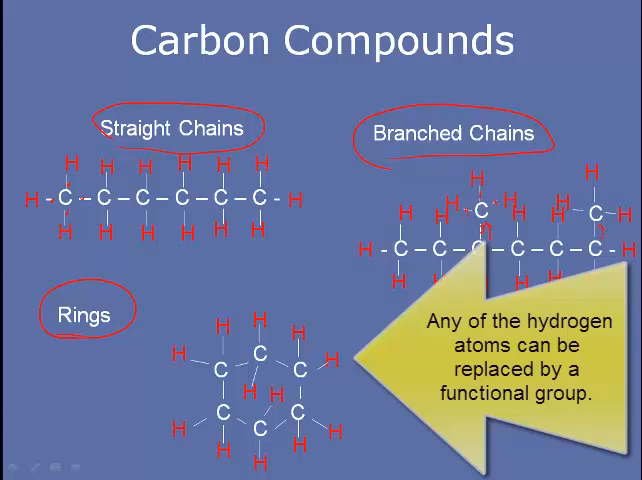 Carbon Compounds
Straight Chains
Branched Chains
H H H H H H
H - C - C - C - C - C - C - H
H H H H H H
H H
H H H
H H H C H H C H
H - C - C - C - C - C - C - H
H H H H
Rings
Any of the hydrogen
atoms can be
replaced by a
functional group.
H H H
H C H
C C
H H
C C
H C H
H H H